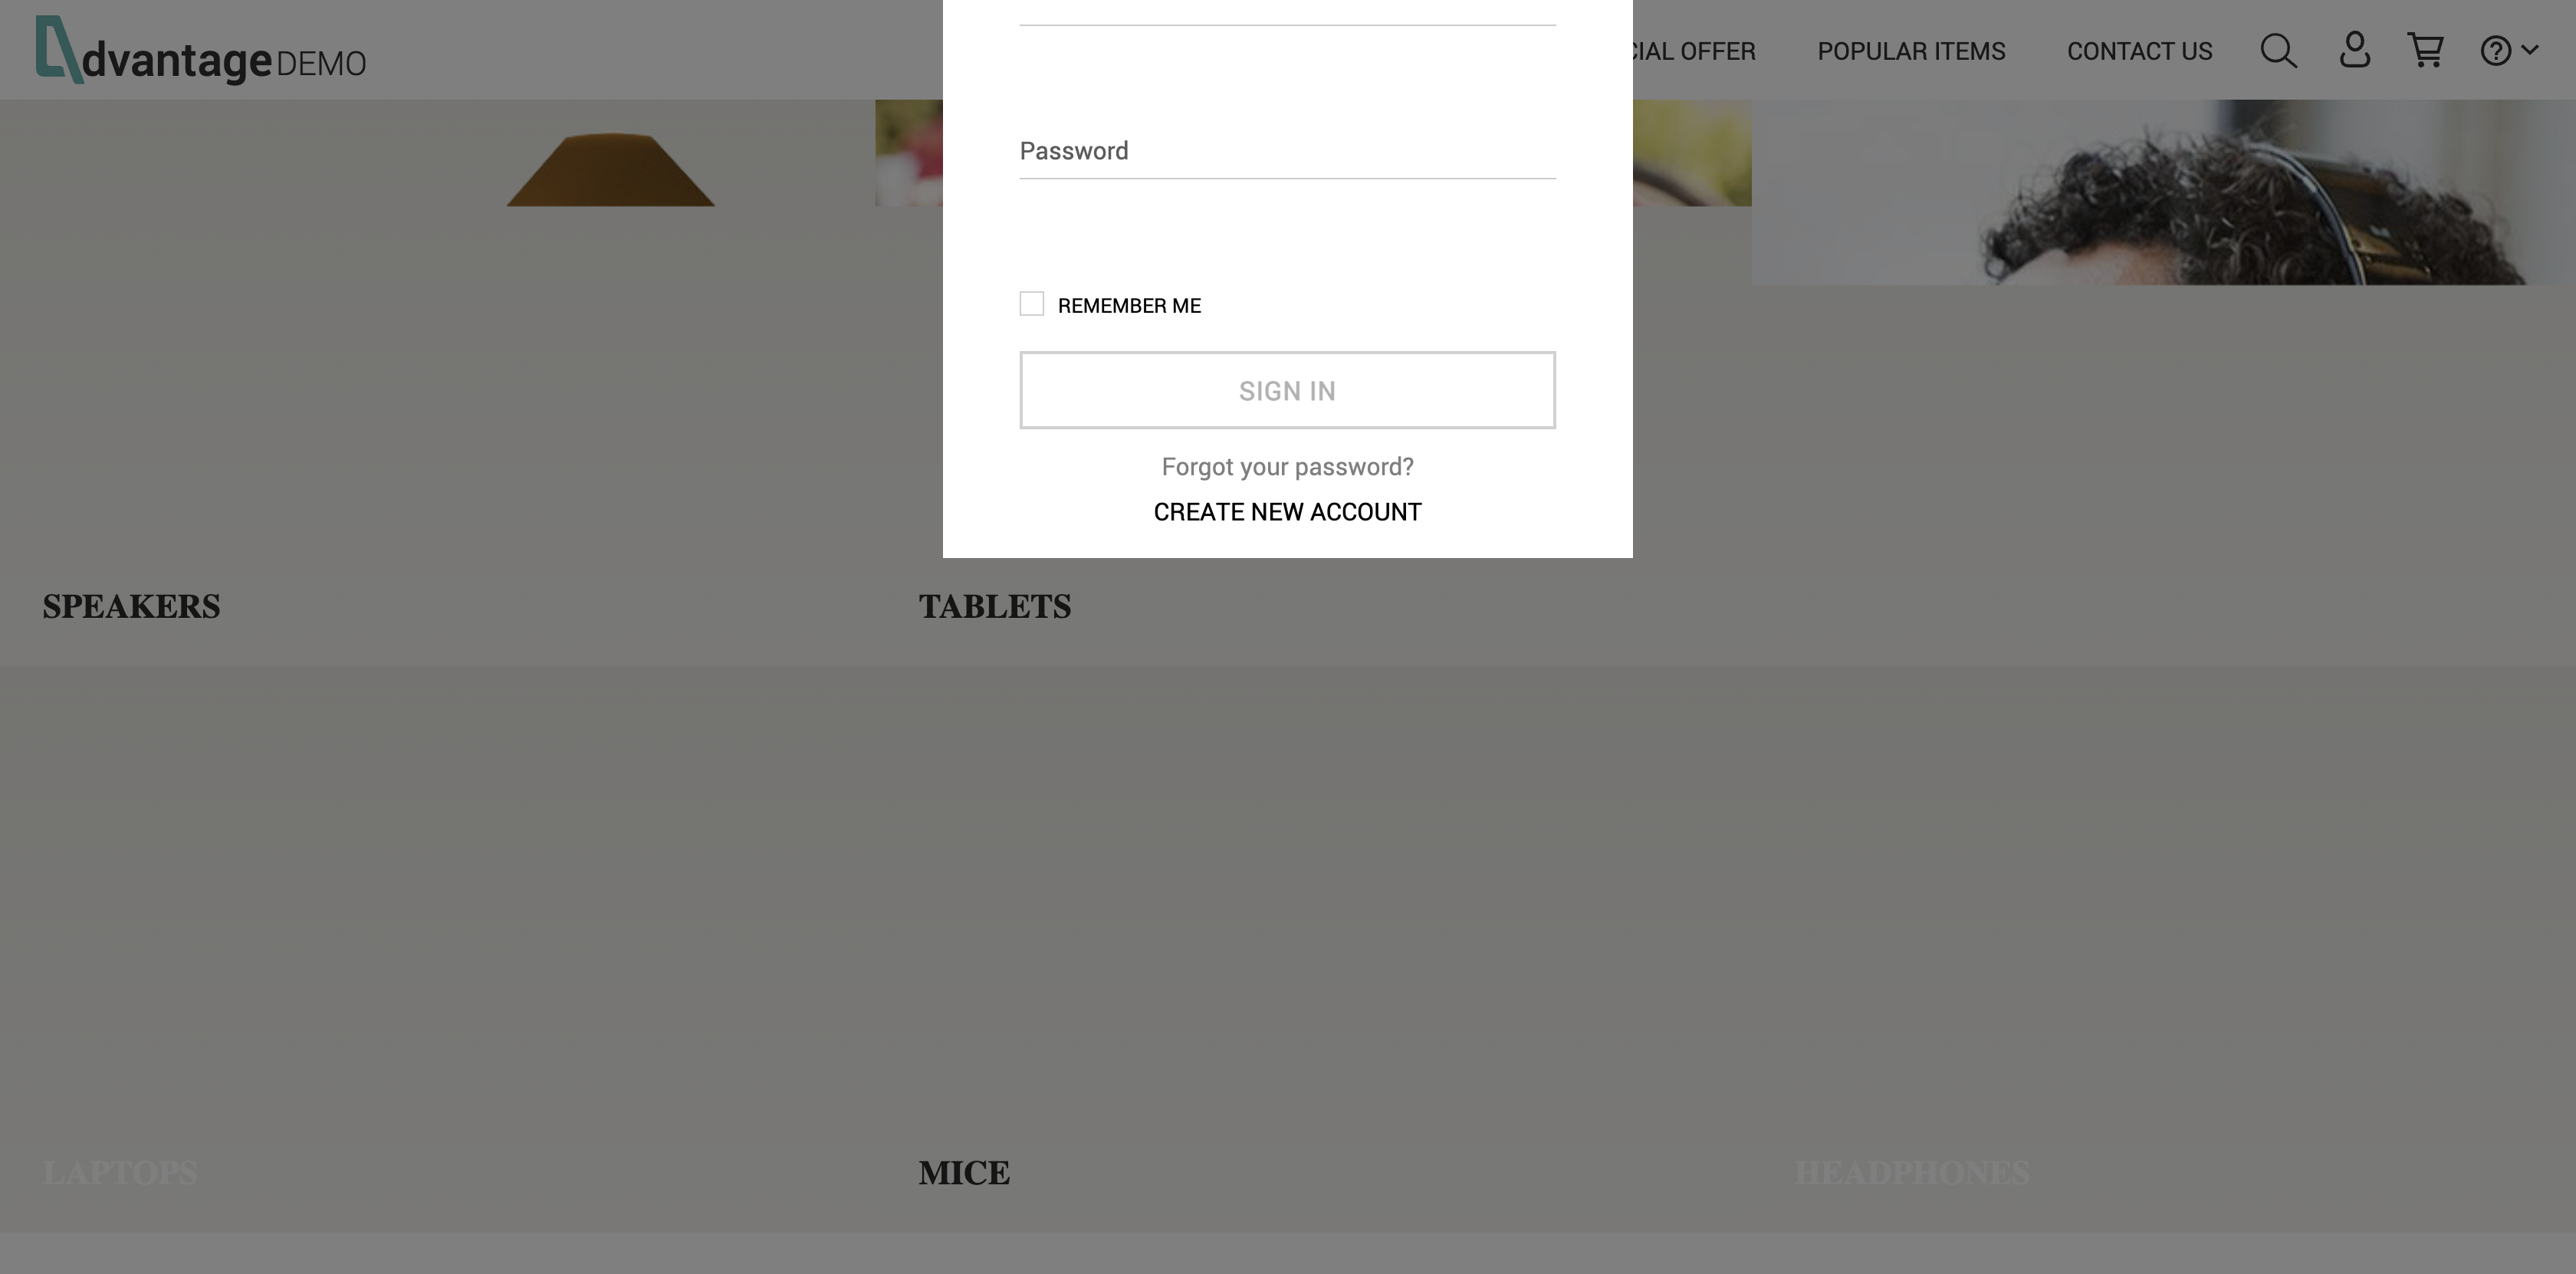 dvantage DEMO
OFFER
POPULAR ITEMS
CONTACT US
Password
REMEMBER ME
SIGN IN
Forgot your password?
CREATE NEW ACCOUNT
SPEAKERS
TABLETS
LAPTOPS
MICE
HEADPHONES